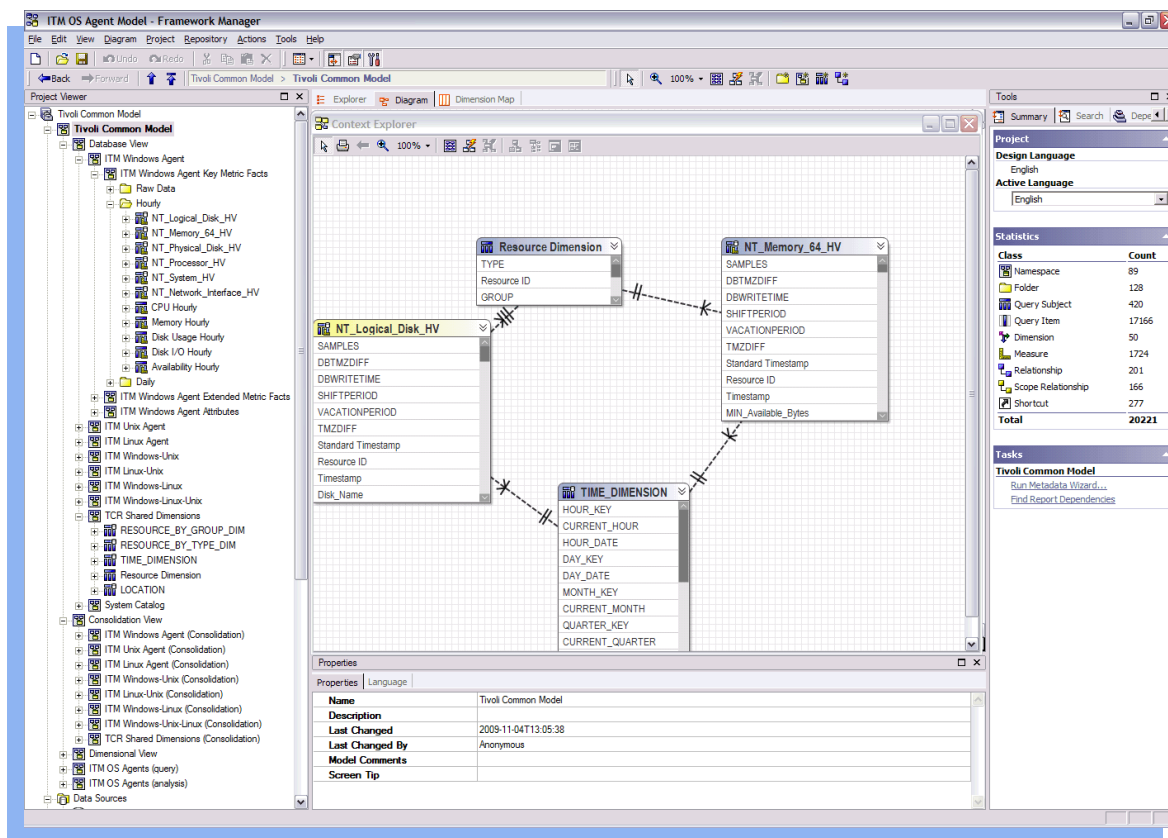 ITM OS Agent Model - Framework Manager
File Edit View Diagram Project Repository Actions Tools Help
Undo Redo
Back Forward Tivoli Common Model > Tivoli Common Model 100%
Project Viewer
Tivoli Common Model
Tivoli Common Model
Database View
ITM Windows Agent
ITM Windows Agent Key Metric Facts
Raw Data
Hourly
NT_Logical_Disk_HV
NT_Memory_64_HV
NT_Physical_Disk_HV
NT_Processor_HV
NT_System_HV
NT_Network_Interface_HV
CPU Hourly
Memory Hourly
Disk Usage Hourly
Disk I/O Hourly
Availability Hourly
Daily
ITM Windows Agent Extended Metric Facts
ITM Windows Agent Attributes
ITM Unix Agent
ITM Linux Agent
ITM Windows-Unix
ITM Linux-Unix
ITM Windows-Linux
ITM Windows-Linux-Unix
TCR Shared Dimensions
RESOURCE_BY_GROUP_DIM
RESOURCE_BY_TYPE_DIM
TIME_DIMENSION
Resource Dimension
LOCATION
System Catalog
Consolidation View
ITM Windows Agent (Consolidation)
ITM Unix Agent (Consolidation)
ITM Linux Agent (Consolidation)
ITM Windows-Unix (Consolidation)
ITM Linux-Unix (Consolidation)
ITM Windows-Linux (Consolidation)
ITM Windows-Unix-Linux (Consolidation)
TCR Shared Dimensions (Consolidation)
Dimensional View
ITM OS Agents (query)
ITM OS Agents (analysis)
Data Sources
Explorer Diagram Dimension Map
Context Explorer
100%
Resource Dimension
TYPE
Resource ID
GROUP
NT_Logical_Disk_HV
SAMPLES
DBTMZDIFF
DBWRITETIME
SHIFTPERIOD
VACATIONPERIOD
TMZDIFF
Standard Timestamp
Resource ID
Timestamp
Disk_Name
NT_Memory_64_HV
SAMPLES
DBTMZDIFF
DBWRITETIME
SHIFTPERIOD
VACATIONPERIOD
TMZDIFF
Standard Timestamp
Resource ID
Timestamp
MIN_Available_Bytes
TIME_DIMENSION
HOUR_KEY
CURRENT_HOUR
HOUR_DATE
DAY_KEY
DAY_DATE
MONTH_KEY
CURRENT_MONTH
QUARTER_KEY
CURRENT_QUARTER
Properties
Properties Language
Name Tivoli Common Model
Description
Last Changed 2009-11-04T13:05:38
Last Changed By Anonymous
Model Comments
Screen Tip
Tools
Summary Search Depe
Project
Design Language
English
Active Language
English
Statistics
Class Count
Namespace 89
Folder 128
Query Subject 420
Query Item 17166
Dimension 50
Measure 1724
Relationship 201
Scope Relationship 166
Shortcut 277
Total 20221
Tasks
Tivoli Common Model
Run Metadata Wizard...
Find Report Dependencies